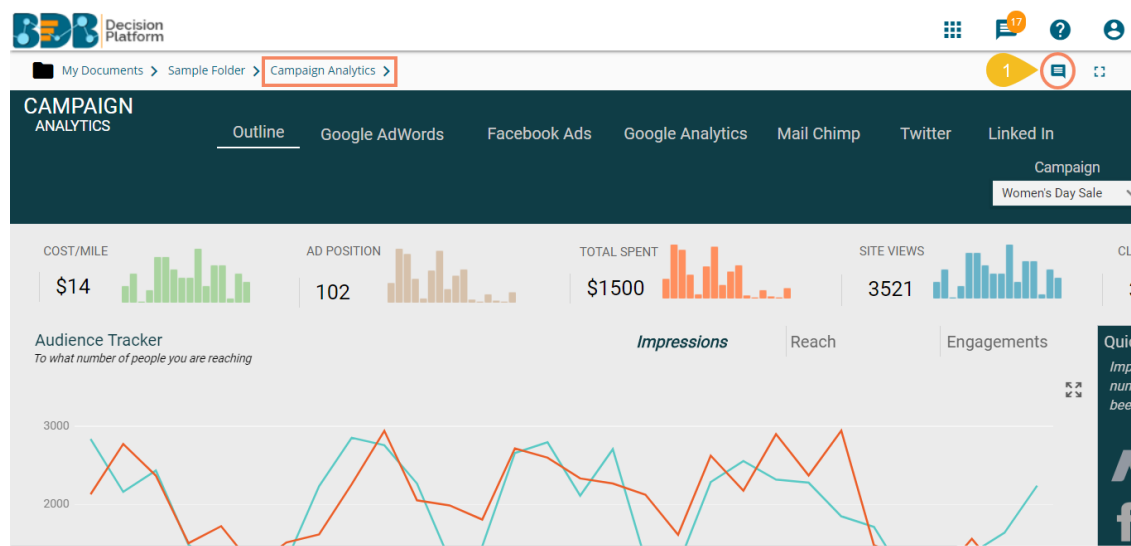 BDB Decision Platform
17
My Documents > Sample Folder > Campaign Analytics >
1
CAMPAIGN
ANALYTICS
Outline Google AdWords Facebook Ads Google Analytics Mail Chimp Twitter Linked In
Campaign
Women's Day Sale
COST/MILE AD POSITION TOTAL SPENT SITE VIEWS
$14 102 $1500 3521
Audience Tracker
To what number of people you are reaching
Impressions Reach Engagements
3000
2000